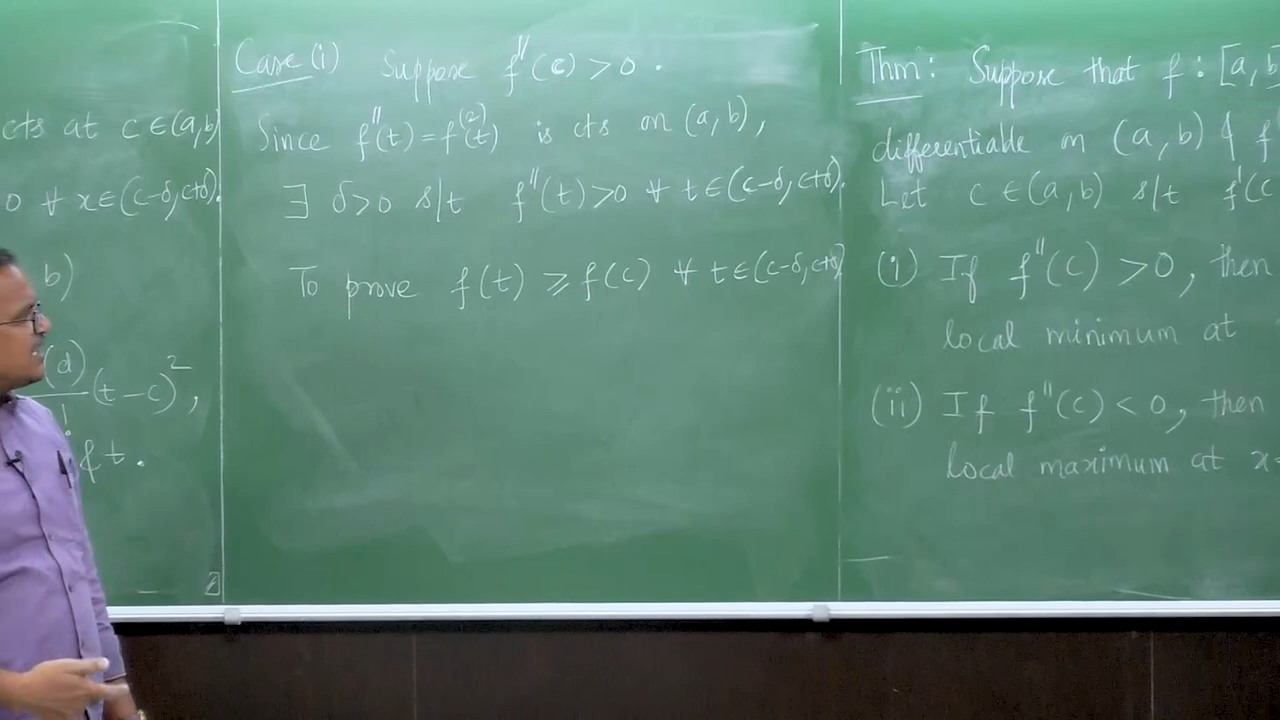 cts at c ∈ (a, b)
0 ∀ x ∈ (c-δ, c+δ).
b)
(d)
(t - c)²,
!
& t.
Case (i) Suppose f''(c) > 0.
Since f''(t) = f⁽²⁾(t) is cts on (a, b),
∃ δ>0 s/t f''(t) > 0 ∀ t ∈ (c-δ, c+δ).
To prove f(t) ≥ f(c) ∀ t ∈ (c-δ, c+δ)
Thm: Suppose that f : [a, b]
differentiable on (a, b) & f
Let c ∈ (a, b) s/t f'(c
(i) If f''(c) > 0, then
local minimum at
(ii) If f''(c) < 0, then
local maximum at x=